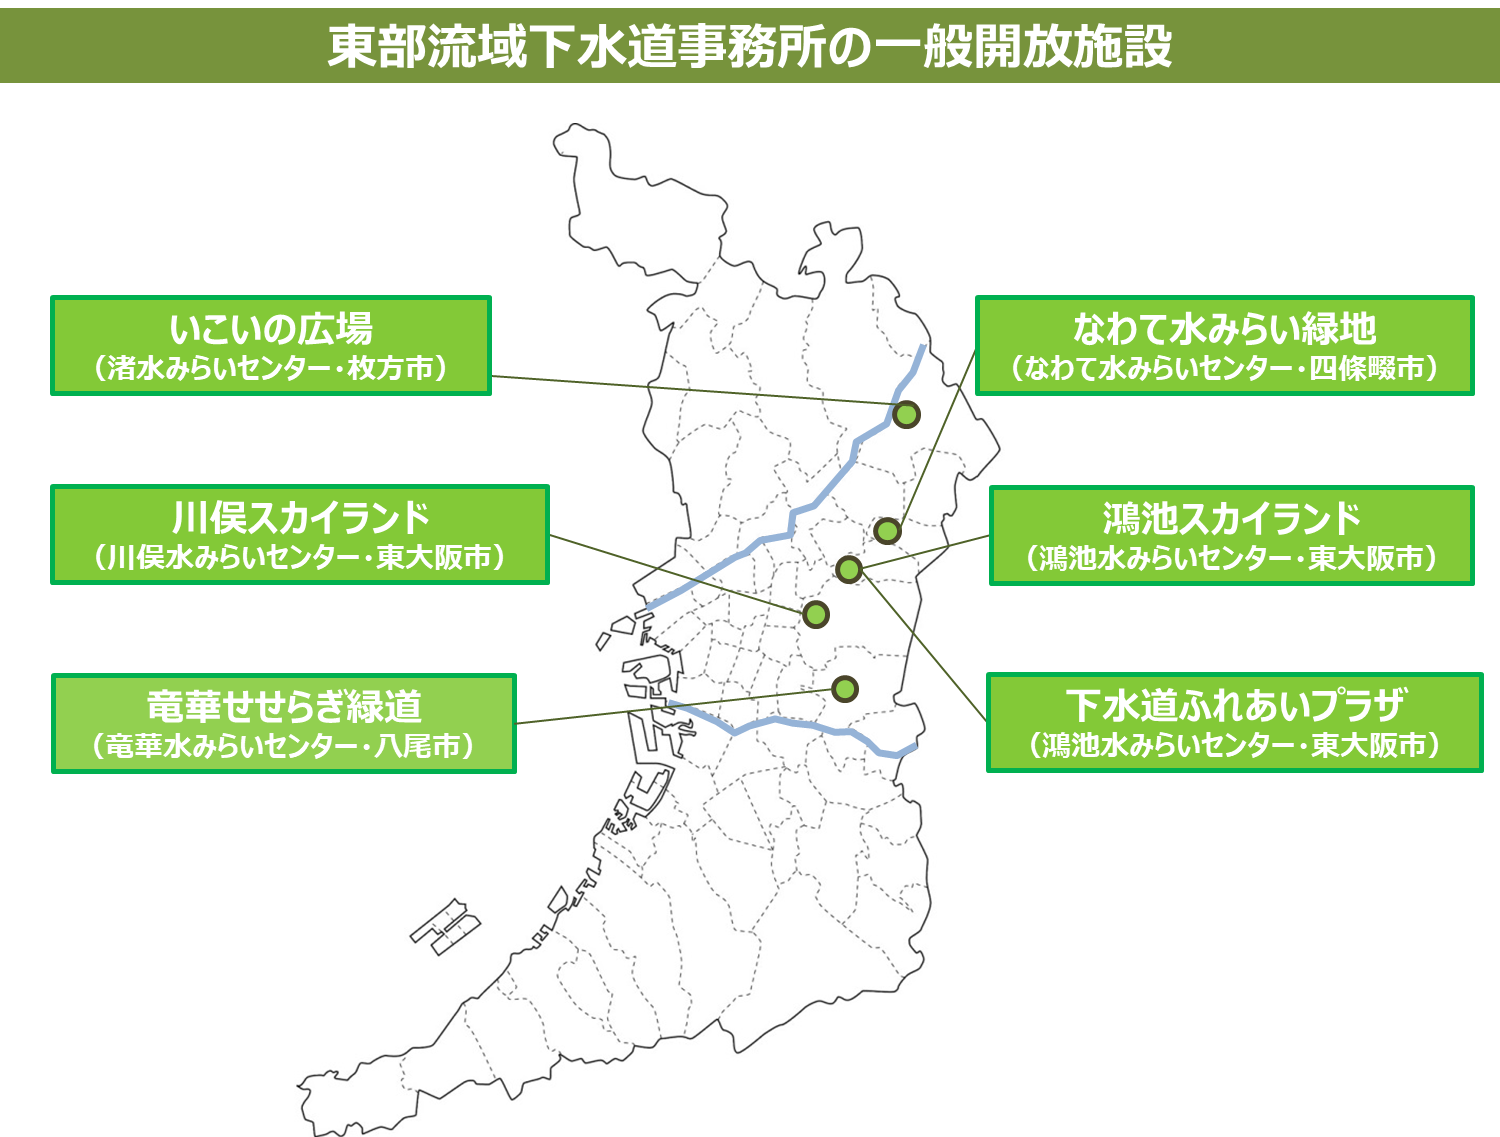 東部流域下水道事務所の一般開放施設
いこいの広場
（渚水みらいセンター・枚方市）
なわて水みらい緑地
（なわて水みらいセンター・四條畷市）
川俣スカイランド
（川俣水みらいセンター・東大阪市）
鴻池スカイランド
（鴻池水みらいセンター・東大阪市）
竜華せせらぎ緑道
（竜華水みらいセンター・八尾市）
下水道ふれあいプラザ
（鴻池水みらいセンター・東大阪市）